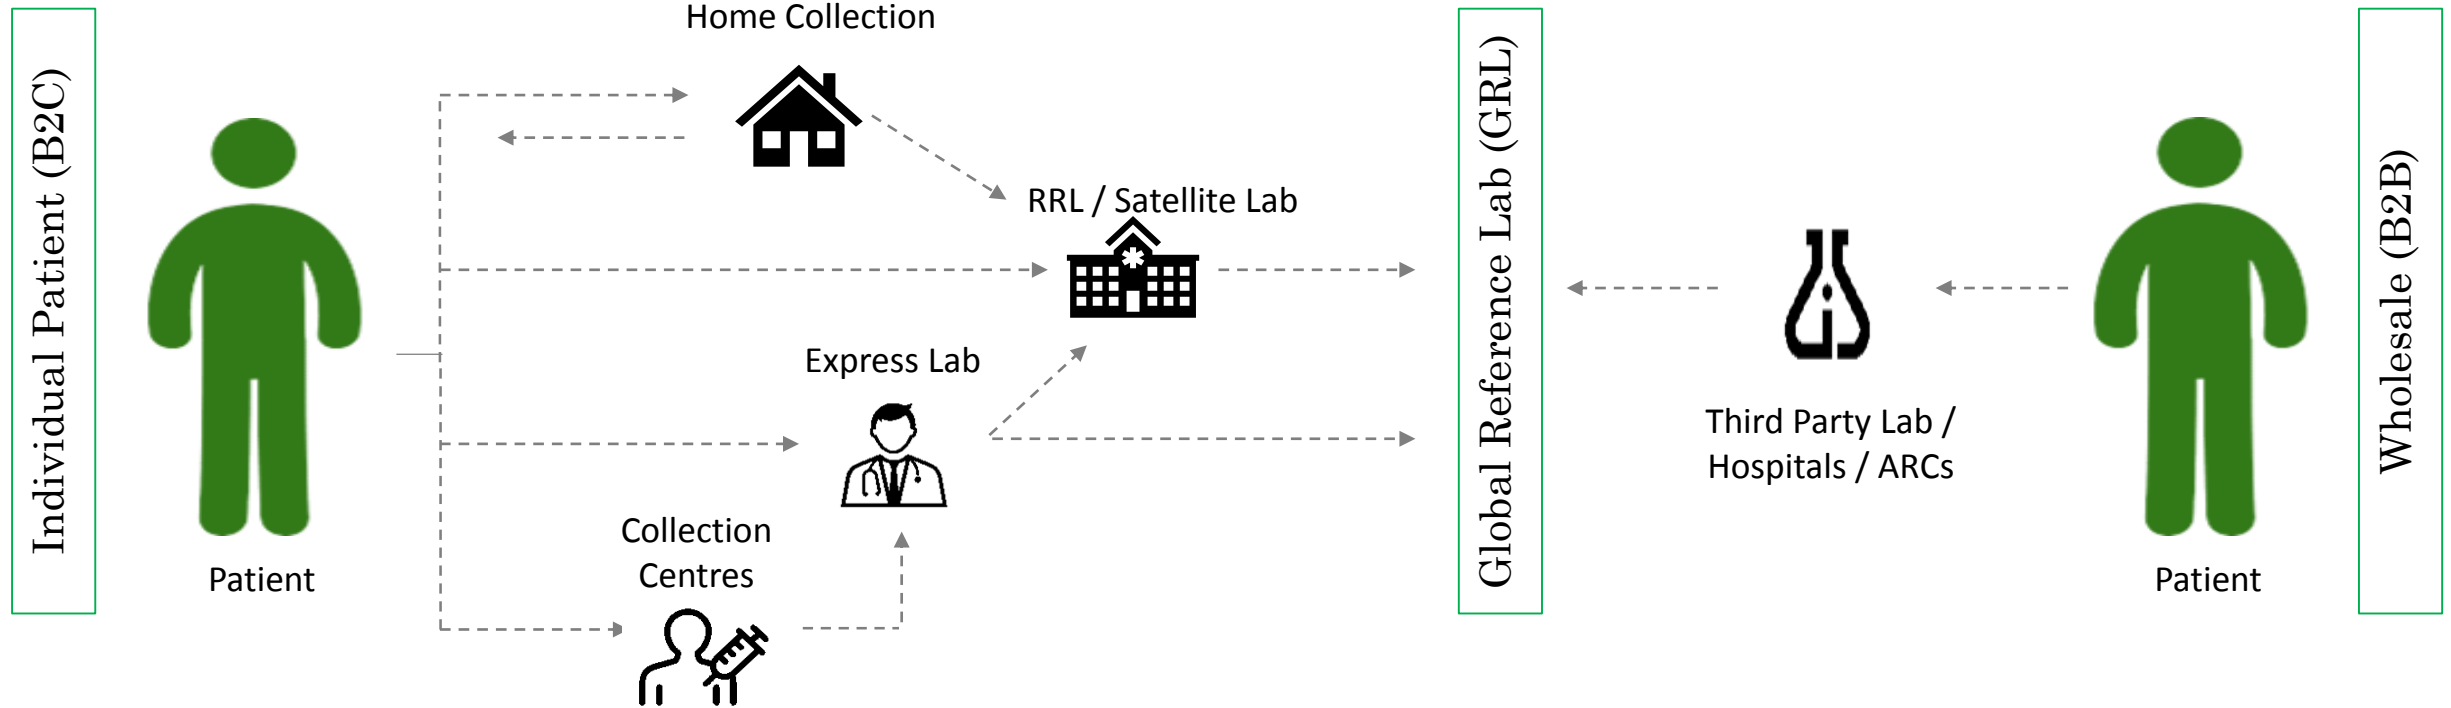 Individual Patient (B2C)
Patient
Home Collection
RRL / Satellite Lab
Express Lab
Collection
Centres
Global Reference Lab (GRL)
Third Party Lab /
Hospitals / ARCs
Patient
Wholesale (B2B)